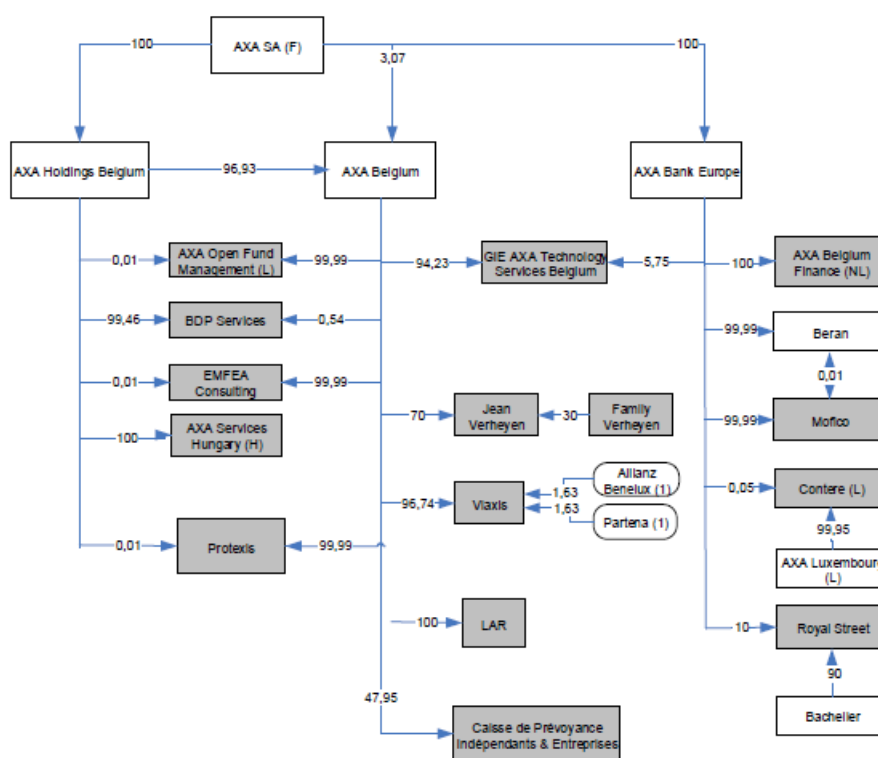 AXA SA (F)
100
3,07
100
AXA Holdings Belgium
96,93
AXA Belgium
AXA Bank Europe
0,01
AXA Open Fund
Management (L)
99,99
94,23
GIE AXA Technology
Services Belgium
5,75
100
AXA Belgium
Finance (NL)
99,46
BDP Services
0,54
99,99
Beran
0,01
EMFEA
Consulting
99,99
0,01
100
AXA Services
Hungary (H)
70
Jean
Verheyen
30
Family
Verheyen
99,99
Mofico
96,74
Viaxis
1,63
1,63
Allianz
Benelux (1)
Partena (1)
0,05
Contere (L)
99,95
AXA Luxembourg
(L)
0,01
Protexis
99,99
100
LAR
10
Royal Street
90
Bachelier
47,95
Caisse de Prévoyance
Indépendants & Entreprises